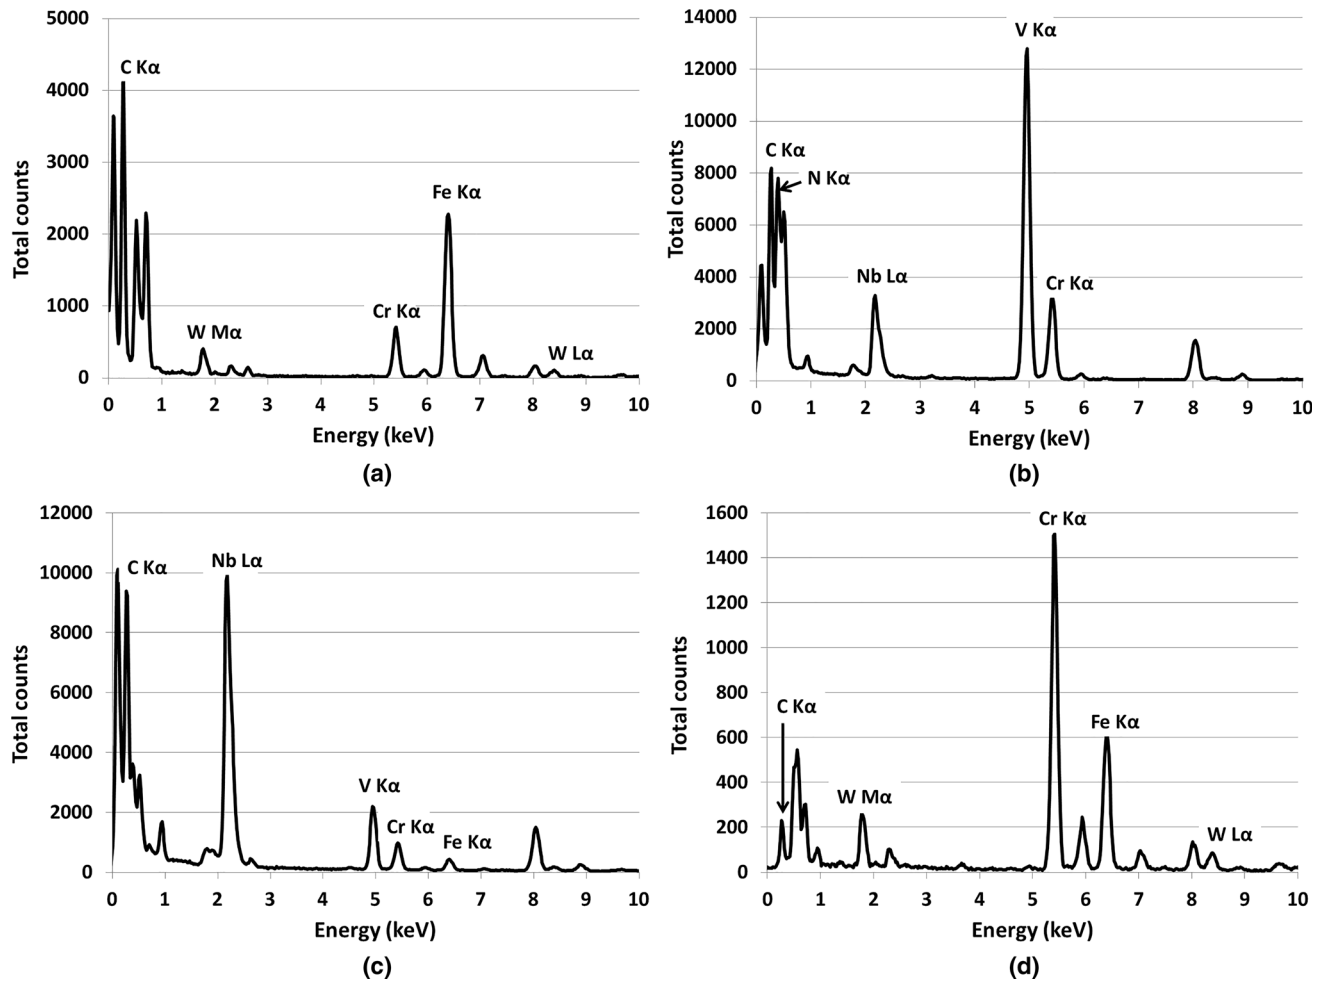 5000
4000
3000
2000
1000
0
Total counts
C Kα
W Mα
Cr Kα
Fe Kα
W Lα
0 1 2 3 4 5 6 7 8 9 10
Energy (keV)
(a)
14000
12000
10000
8000
6000
4000
2000
0
Total counts
V Kα
C Kα
N Kα
Nb Lα
Cr Kα
0 1 2 3 4 5 6 7 8 9 10
Energy (keV)
(b)
12000
10000
8000
6000
4000
2000
0
Total counts
C Kα
Nb Lα
V Kα
Cr Kα
Fe Kα
0 1 2 3 4 5 6 7 8 9 10
Energy (keV)
(c)
1600
1400
1200
1000
800
600
400
200
0
Total counts
Cr Kα
C Kα
Fe Kα
W Mα
W Lα
0 1 2 3 4 5 6 7 8 9 10
Energy (keV)
(d)